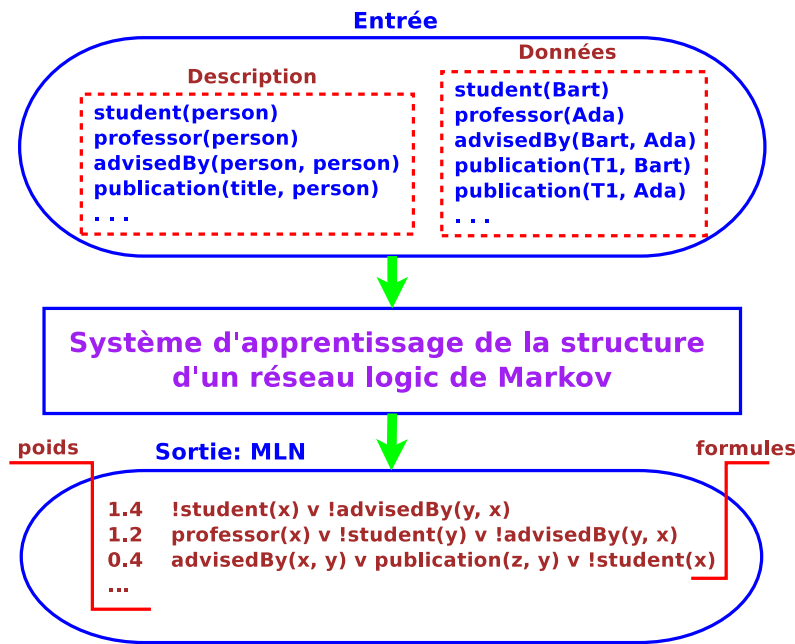 Entrée
Description
student(person)
professor(person)
advisedBy(person, person)
publication(title, person)
. . .
Données
student(Bart)
professor(Ada)
advisedBy(Bart, Ada)
publication(T1, Bart)
publication(T1, Ada)
. . .
Système d'apprentissage de la structure
d'un réseau logic de Markov
poids
Sortie: MLN
formules
1.4 !student(x) v !advisedBy(y, x)
1.2 professor(x) v !student(y) v !advisedBy(y, x)
0.4 advisedBy(x, y) v publication(z, y) v !student(x)
...